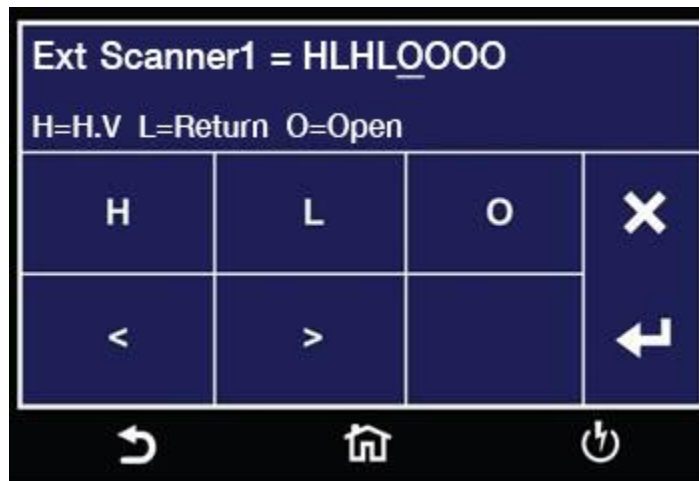 Ext Scanner1 = HLHLOOOO
H=H.V L=Return O=Open
H L O
< >